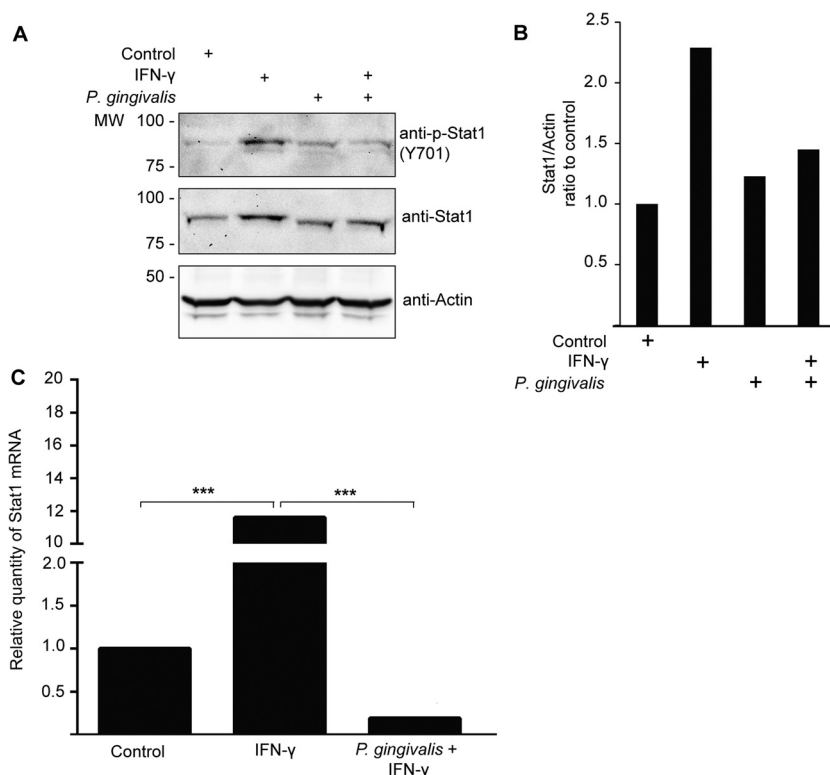 A
Control +
IFN-γ + +
P. gingivalis + +
MW 100 -
75 -
anti-p-Stat1
(Y701)
100 -
75 -
anti-Stat1
50 -
anti-Actin
B
Stat1/Actin
ratio to control
2.5
2.0
1.5
1.0
0.5
0
Control +
IFN-γ + +
P. gingivalis + +
C
Relative quantity of Stat1 mRNA
20
18
16
14
12
10
2.0
1.5
1.0
0.5
*** ***
Control IFN-γ P. gingivalis +
IFN-γ